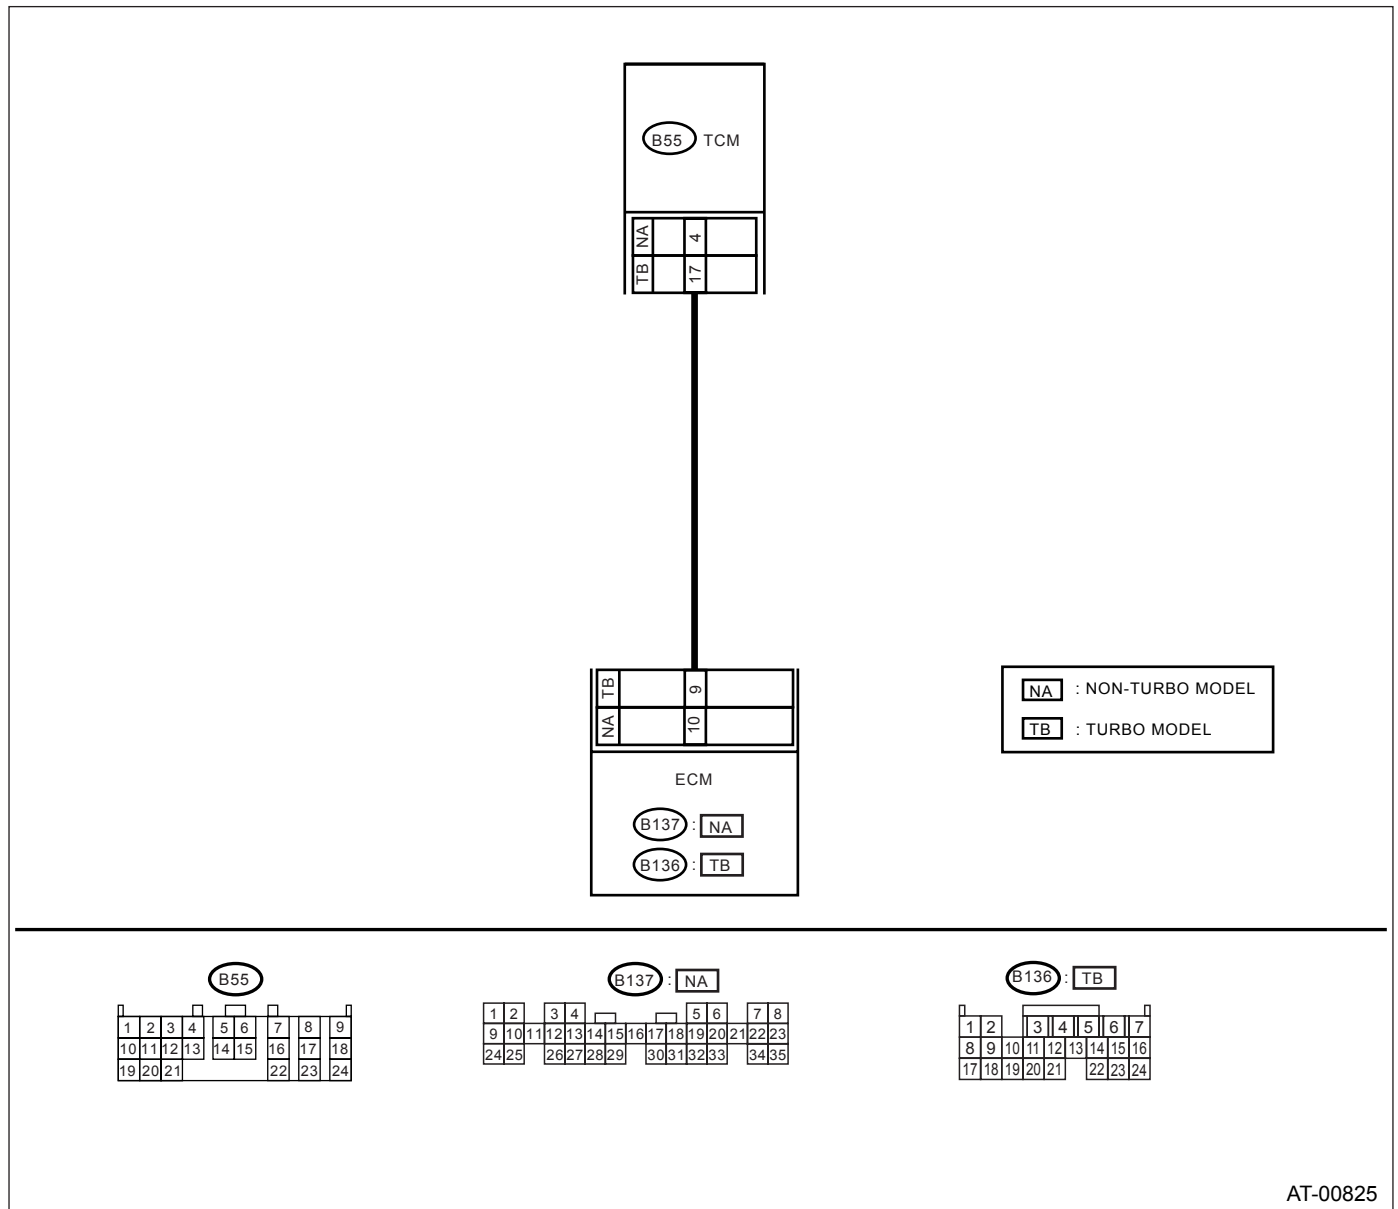 B55 TCM
NA 4
TB 17
TB 9
NA 10
ECM
B137 : NA
B136 : TB
NA : NON-TURBO MODEL
TB : TURBO MODEL
B55
1 2 3 4 5 6 7 8 9
10 11 12 13 14 15 16 17 18
19 20 21 22 23 24
B137 : NA
1 2 3 4 5 6 7 8
9 10 11 12 13 14 15 16 17 18 19 20 21 22 23
24 25 26 27 28 29 30 31 32 33 34 35
B136 : TB
1 2 3 4 5 6 7
8 9 10 11 12 13 14 15 16
17 18 19 20 21 22 23 24
AT-00825